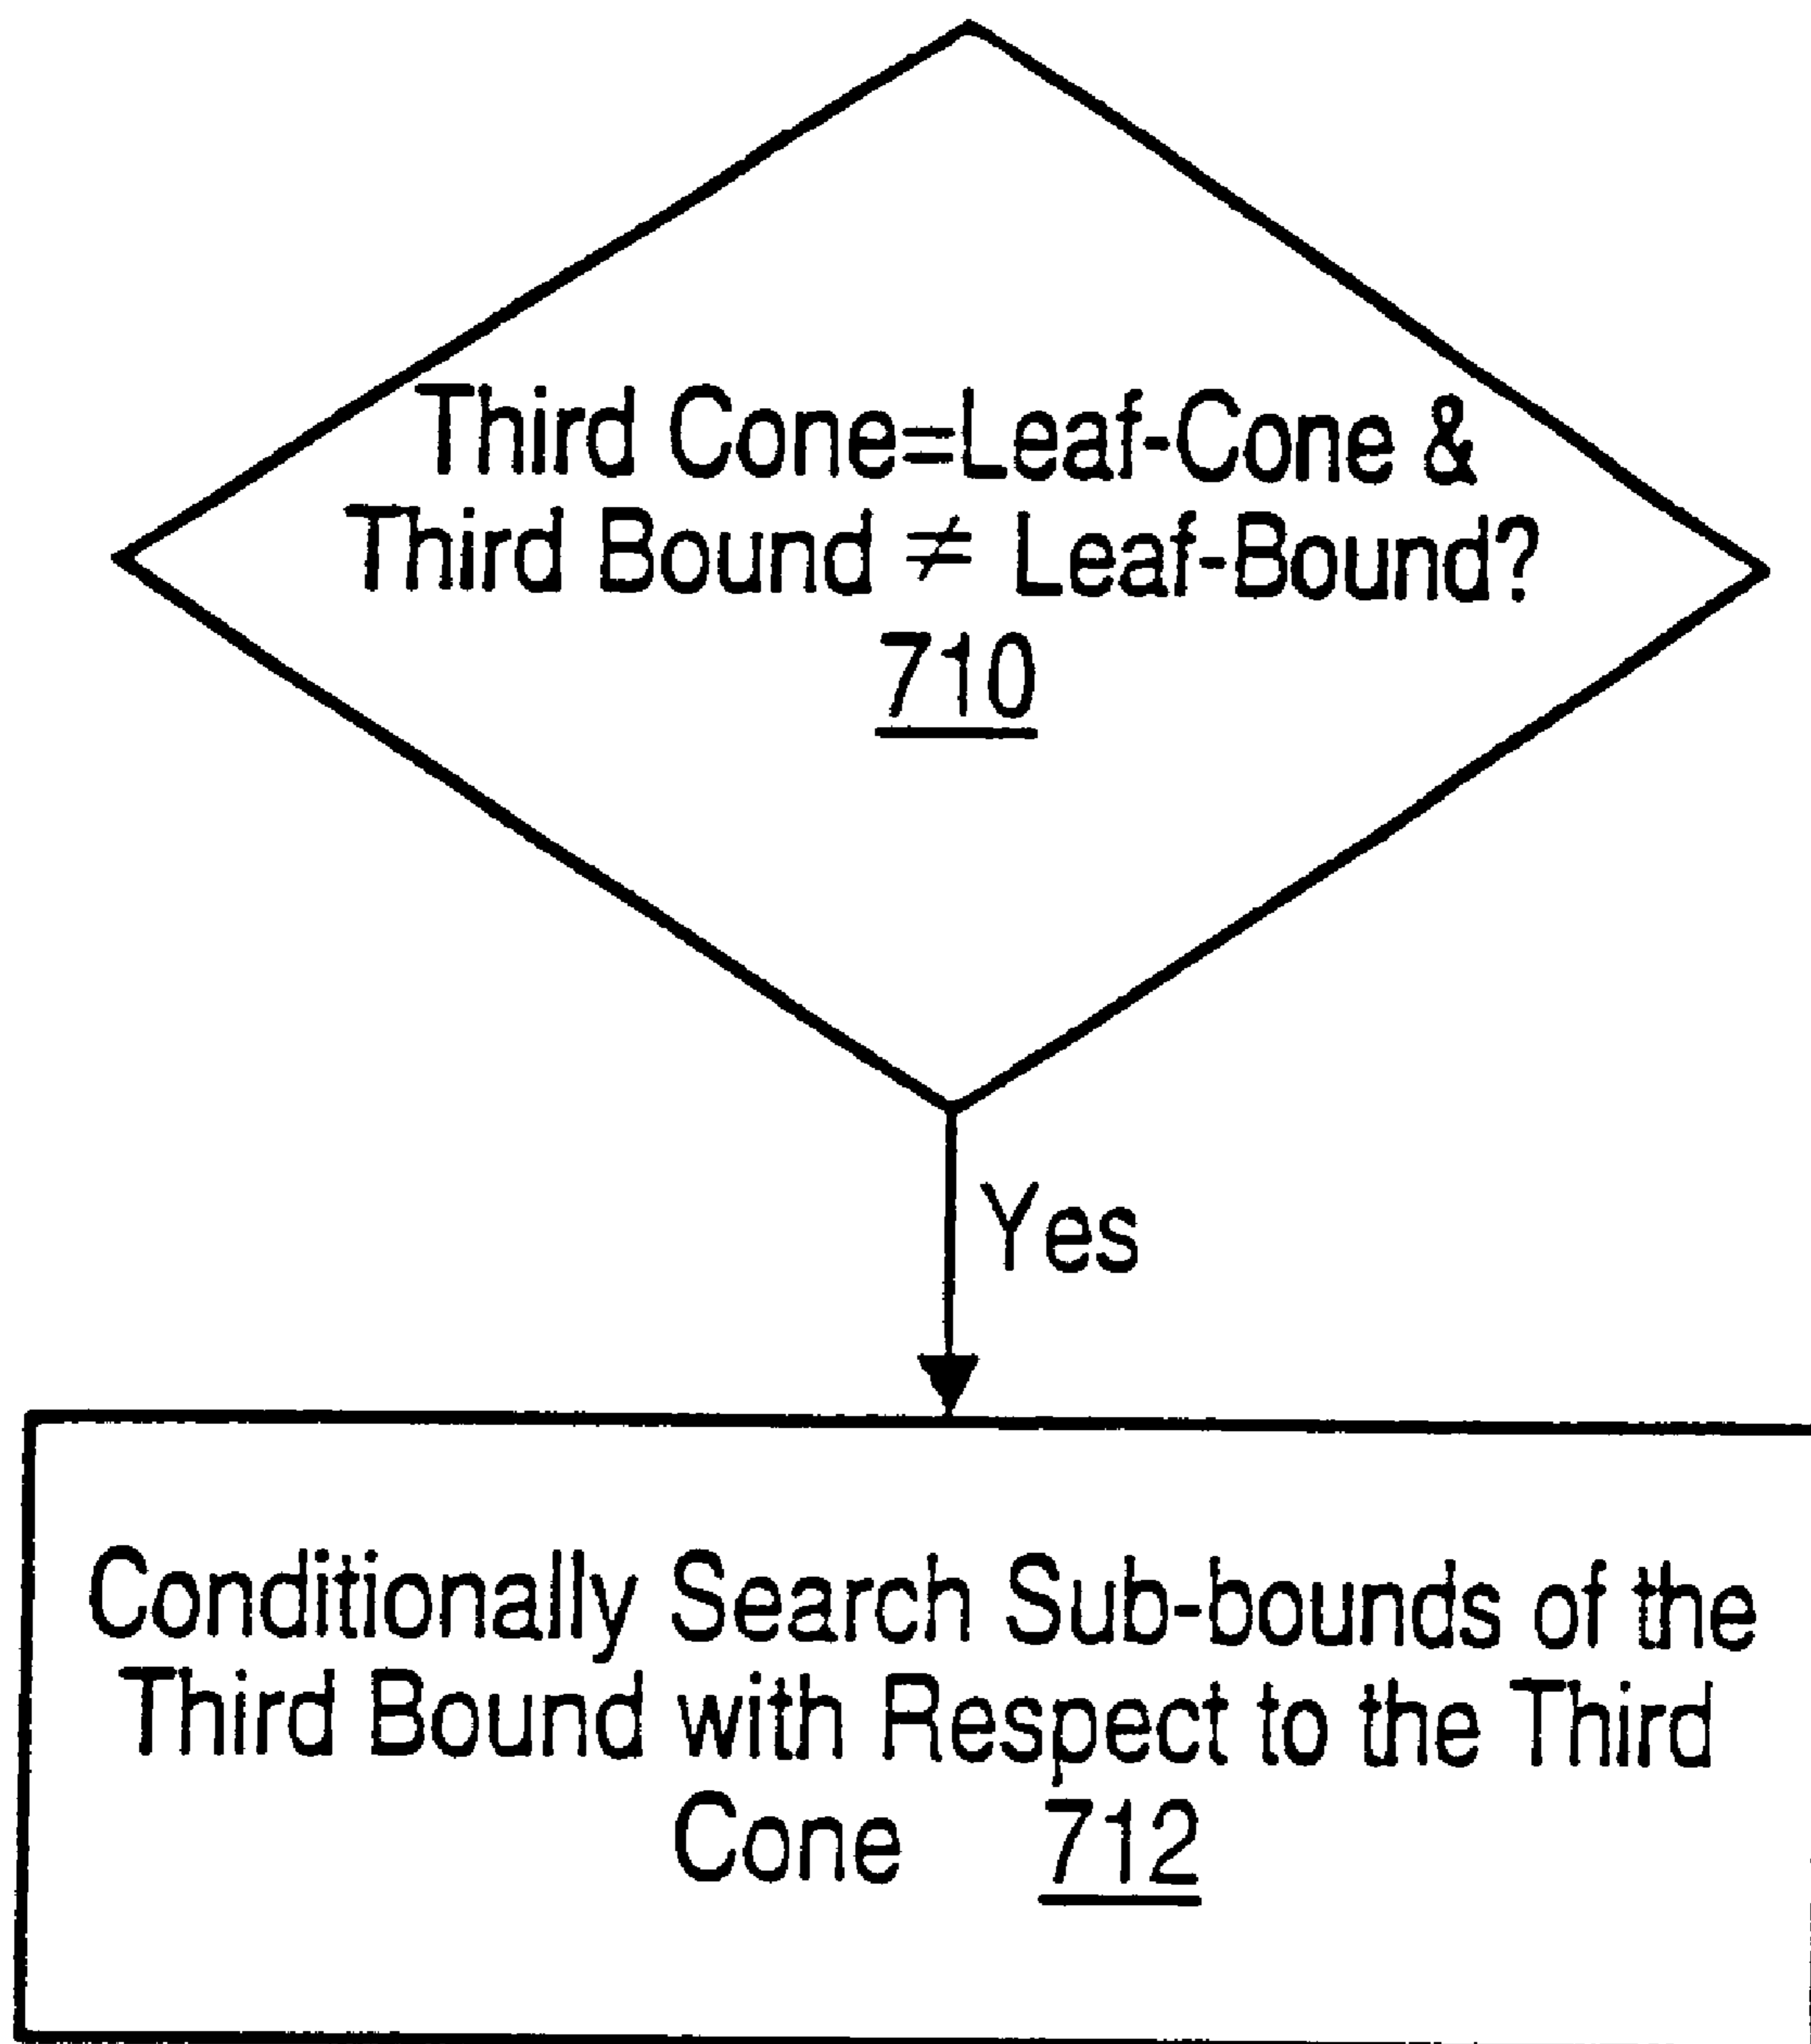 Third Cone=Leaf-Cone &
Third Bound ≠ Leaf-Bound?
710
Yes
Conditionally Search Sub-bounds of the
Third Bound with Respect to the Third
Cone 712